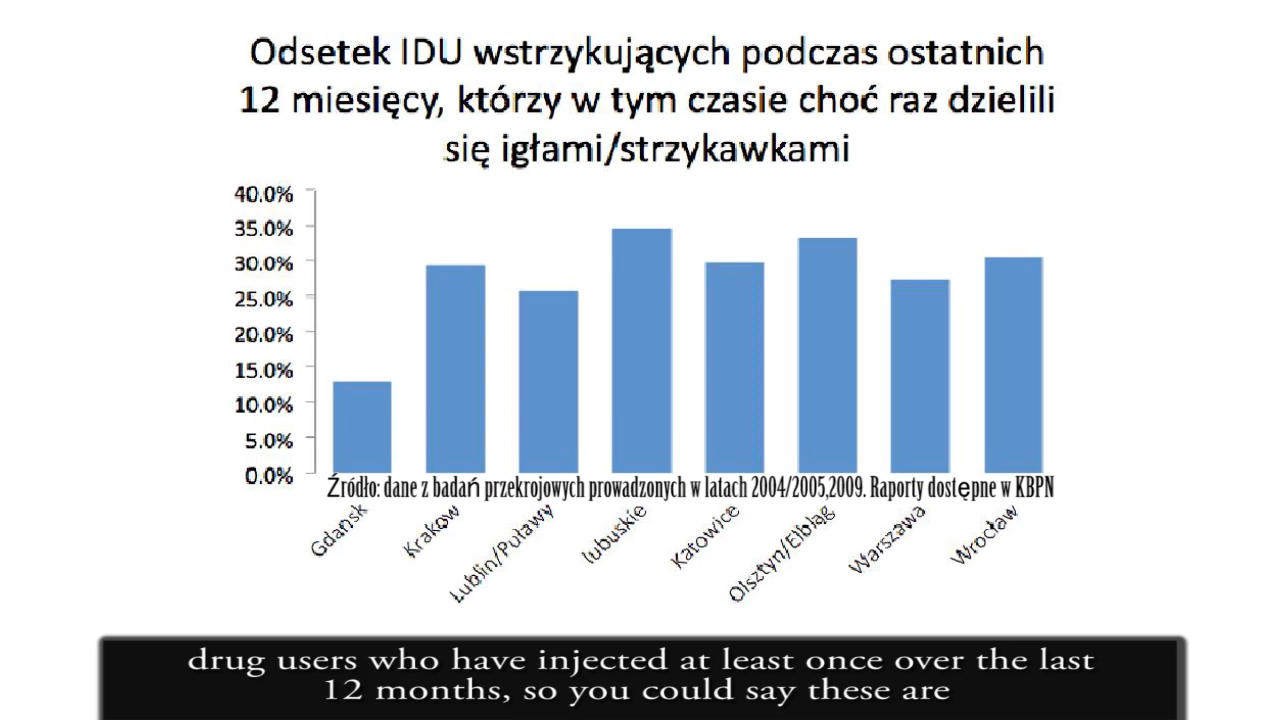 Odsetek IDU wstrzykujących podczas ostatnich
12 miesięcy, którzy w tym czasie choć raz dzielili
się igłami/strzykawkami
40.0%
35.0%
30.0%
25.0%
20.0%
15.0%
10.0%
5.0%
0.0%
Źródło: dane z badań przekrojowych prowadzonych w latach 2004/2005,2009. Raporty dostępne w KBPN
Gdańsk
Krakow
Łublin/Puławy
lubuskie
Katowice
Olsztyn/Elbląg
Warszawa
Wrocław
drug users who have injected at least once over the last
12 months, so you could say these are